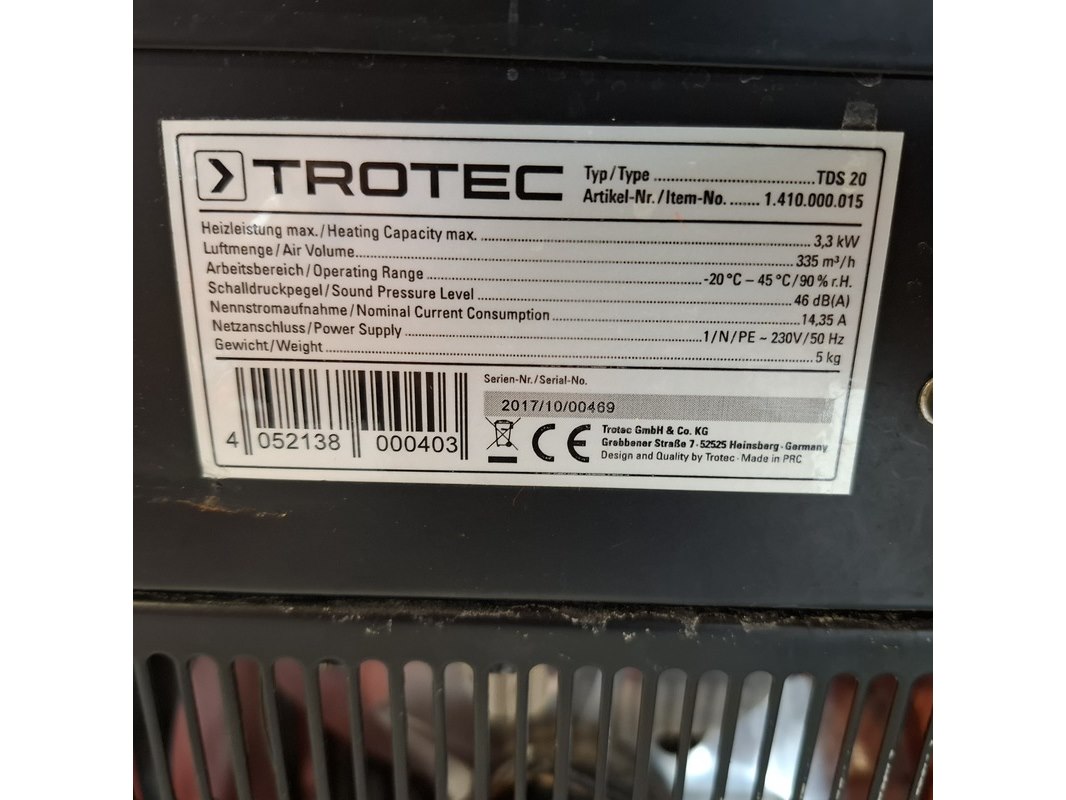 TROTEC
Typ/Type ........................................ TDS 20
Artikel-Nr./Item-No. ....... 1.410.000.015
Heizleistung max./Heating Capacity max. ........................................ 3,3 kW
Luftmenge/Air Volume ........................................ 335 m³/h
Arbeitsbereich/Operating Range ........................................ -20 °C – 45 °C/90 % r.H.
Schalldruckpegel/Sound Pressure Level ........................................ 46 dB(A)
Nennstromaufnahme/Nominal Current Consumption ........................................ 14,35 A
Netzanschluss/Power Supply ........................................ 1/N/PE ~ 230V/50 Hz
Gewicht/Weight ........................................ 5 kg
Serien-Nr./Serial-No.
2017/10/00469
4 052138 000403
CE
Trotec GmbH & Co. KG
Grebbener Straße 7 · 52525 Heinsberg · Germany
Design and Quality by Trotec · Made in PRC